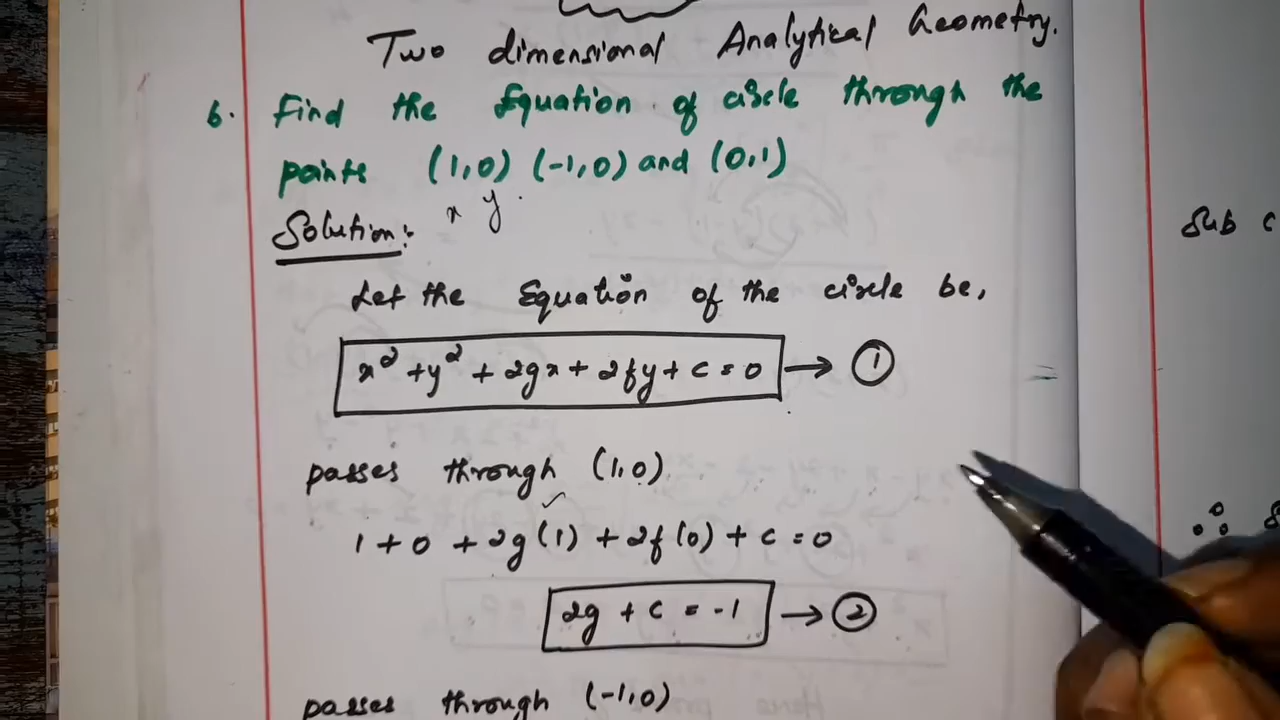 Two dimensional Analytical Geometry.
6. Find the Equation of circle through the
points (1,0) (-1,0) and (0,1)
x y
Solution:
Let the Equation of the circle be,
x² + y² + 2gx + 2fy + c = 0 → ①
passes through (1,0)
1 + 0 + 2g(1) + 2f(0) + c = 0
2g + c = -1 → ②
passes through (-1,0)
Sub c
∴